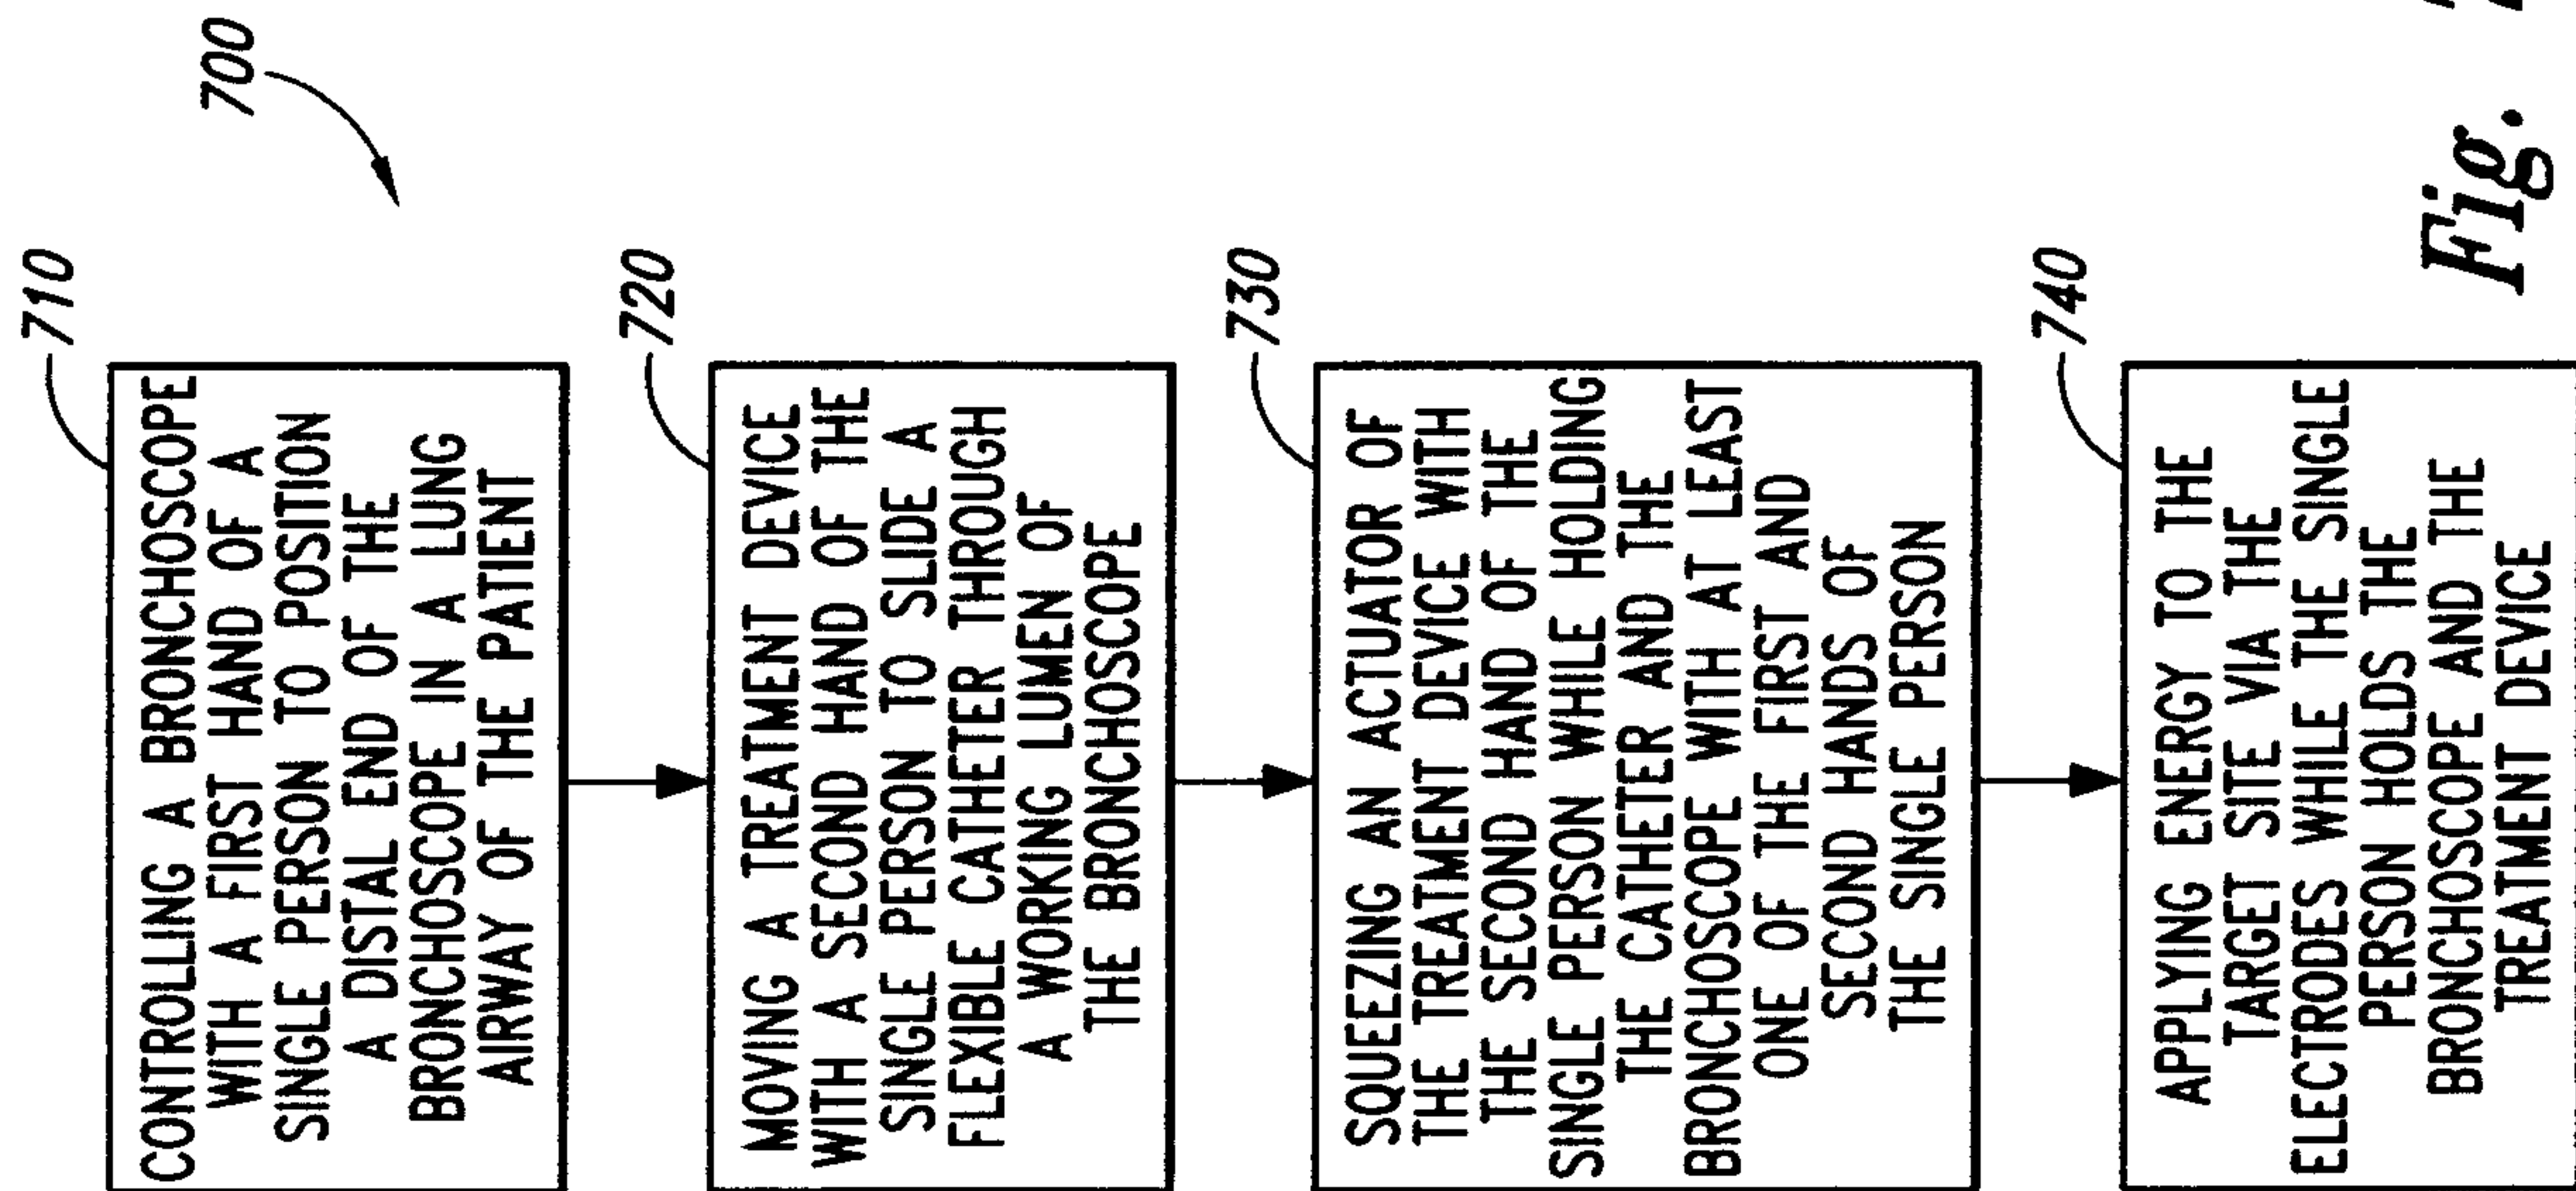 700
710
CONTROLLING A BRONCHOSCOPE
WITH A FIRST HAND OF A
SINGLE PERSON TO POSITION
A DISTAL END OF THE
BRONCHOSCOPE IN A LUNG
AIRWAY OF THE PATIENT
720
MOVING A TREATMENT DEVICE
WITH A SECOND HAND OF THE
SINGLE PERSON TO SLIDE A
FLEXIBLE CATHETER THROUGH
A WORKING LUMEN OF
THE BRONCHOSCOPE
730
SQUEEZING AN ACTUATOR OF
THE TREATMENT DEVICE WITH
THE SECOND HAND OF THE
SINGLE PERSON WHILE HOLDING
THE CATHETER AND THE
BRONCHOSCOPE WITH AT LEAST
ONE OF THE FIRST AND
SECOND HANDS OF
THE SINGLE PERSON
740
APPLYING ENERGY TO THE
TARGET SITE VIA THE
ELECTRODES WHILE THE SINGLE
PERSON HOLDS THE
BRONCHOSCOPE AND THE
TREATMENT DEVICE
Fig.